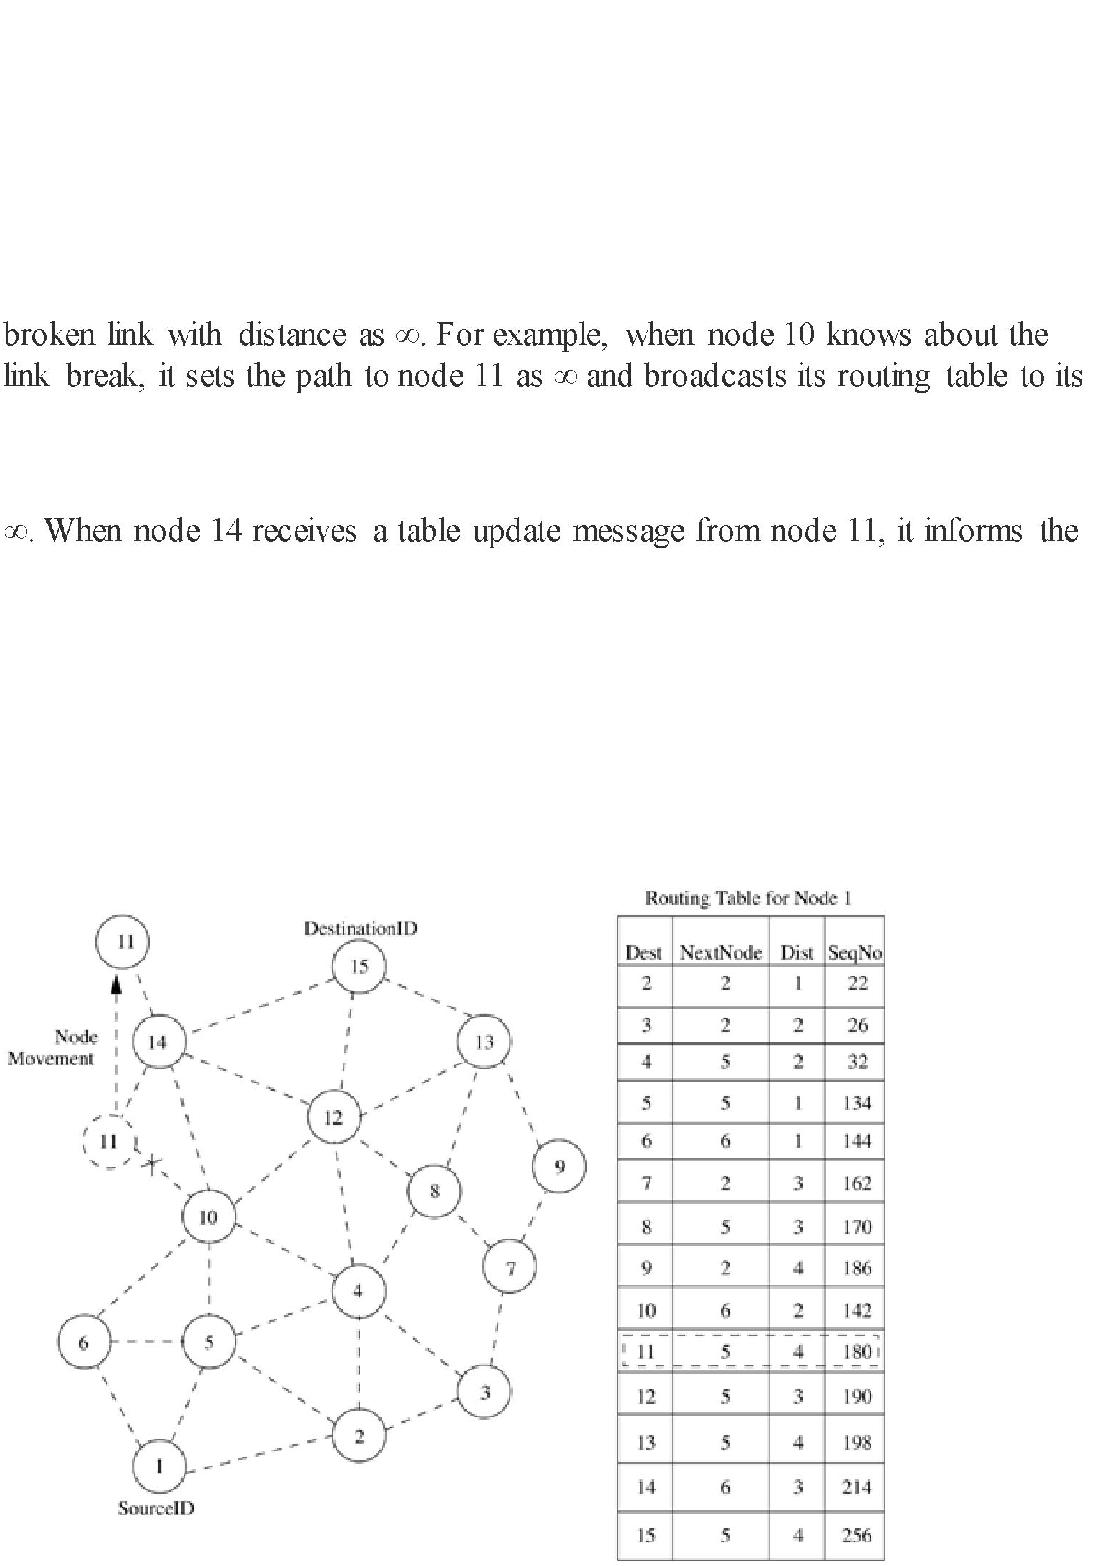 broken link with distance as ∞. For example, when node 10 knows about the
link break, it sets the path to node 11 as ∞ and broadcasts its routing table to its
∞. When node 14 receives a table update message from node 11, it informs the
Routing Table for Node 1
Dest NextNode Dist SeqNo
2 2 1 22
3 2 2 26
4 5 2 32
5 5 1 134
6 6 1 144
7 2 3 162
8 5 3 170
9 2 4 186
10 6 2 142
11 5 4 180
12 5 3 190
13 5 4 198
14 6 3 214
15 5 4 256
11
DestinationID
15
Node
Movement
14
13
12
11
9
8
10
7
4
6
5
3
2
1
SourceID